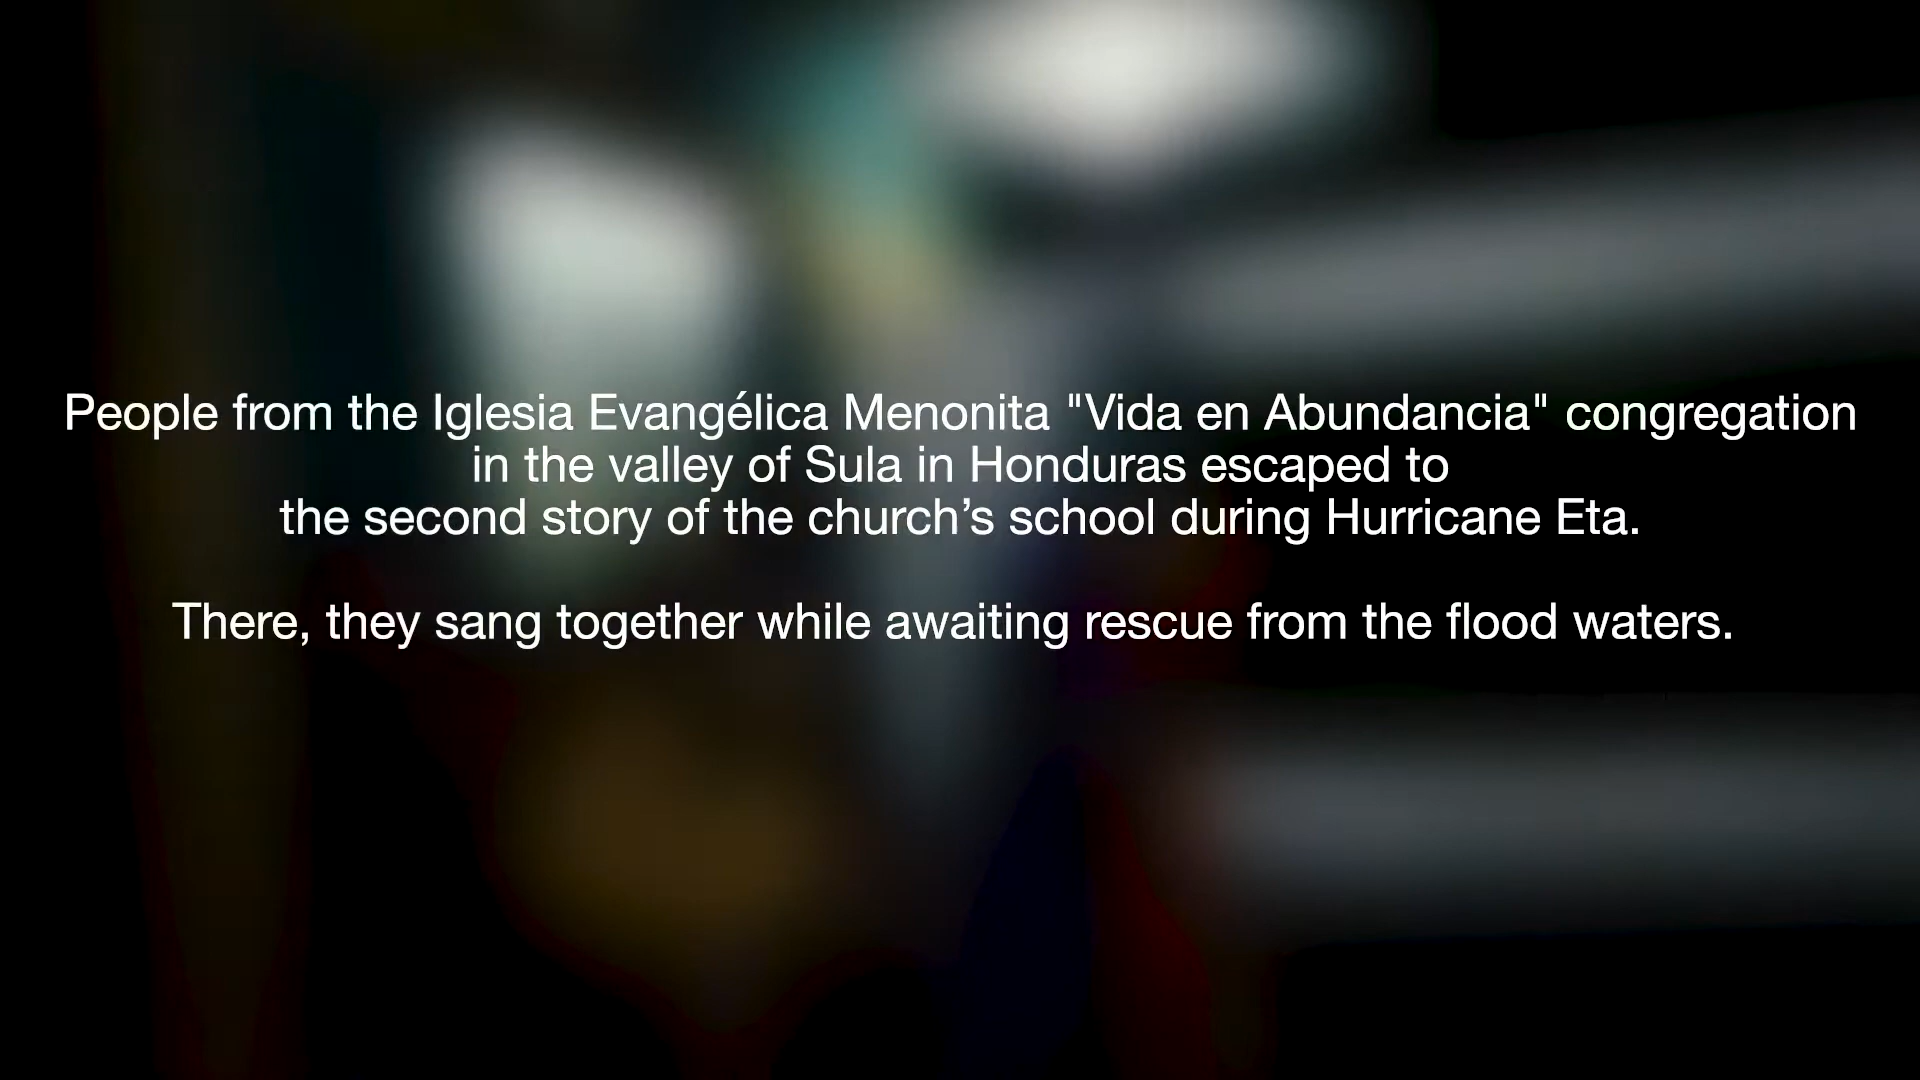 People from the Iglesia Evangélica Menonita "Vida en Abundancia" congregation
in the valley of Sula in Honduras escaped to
the second story of the church’s school during Hurricane Eta.
There, they sang together while awaiting rescue from the flood waters.